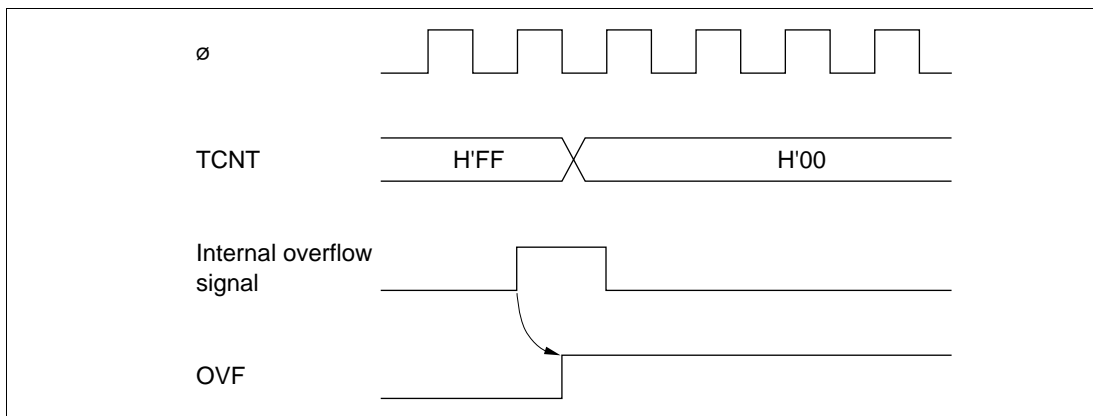 ø
TCNT
H'FF
H'00
Internal overflow
signal
OVF